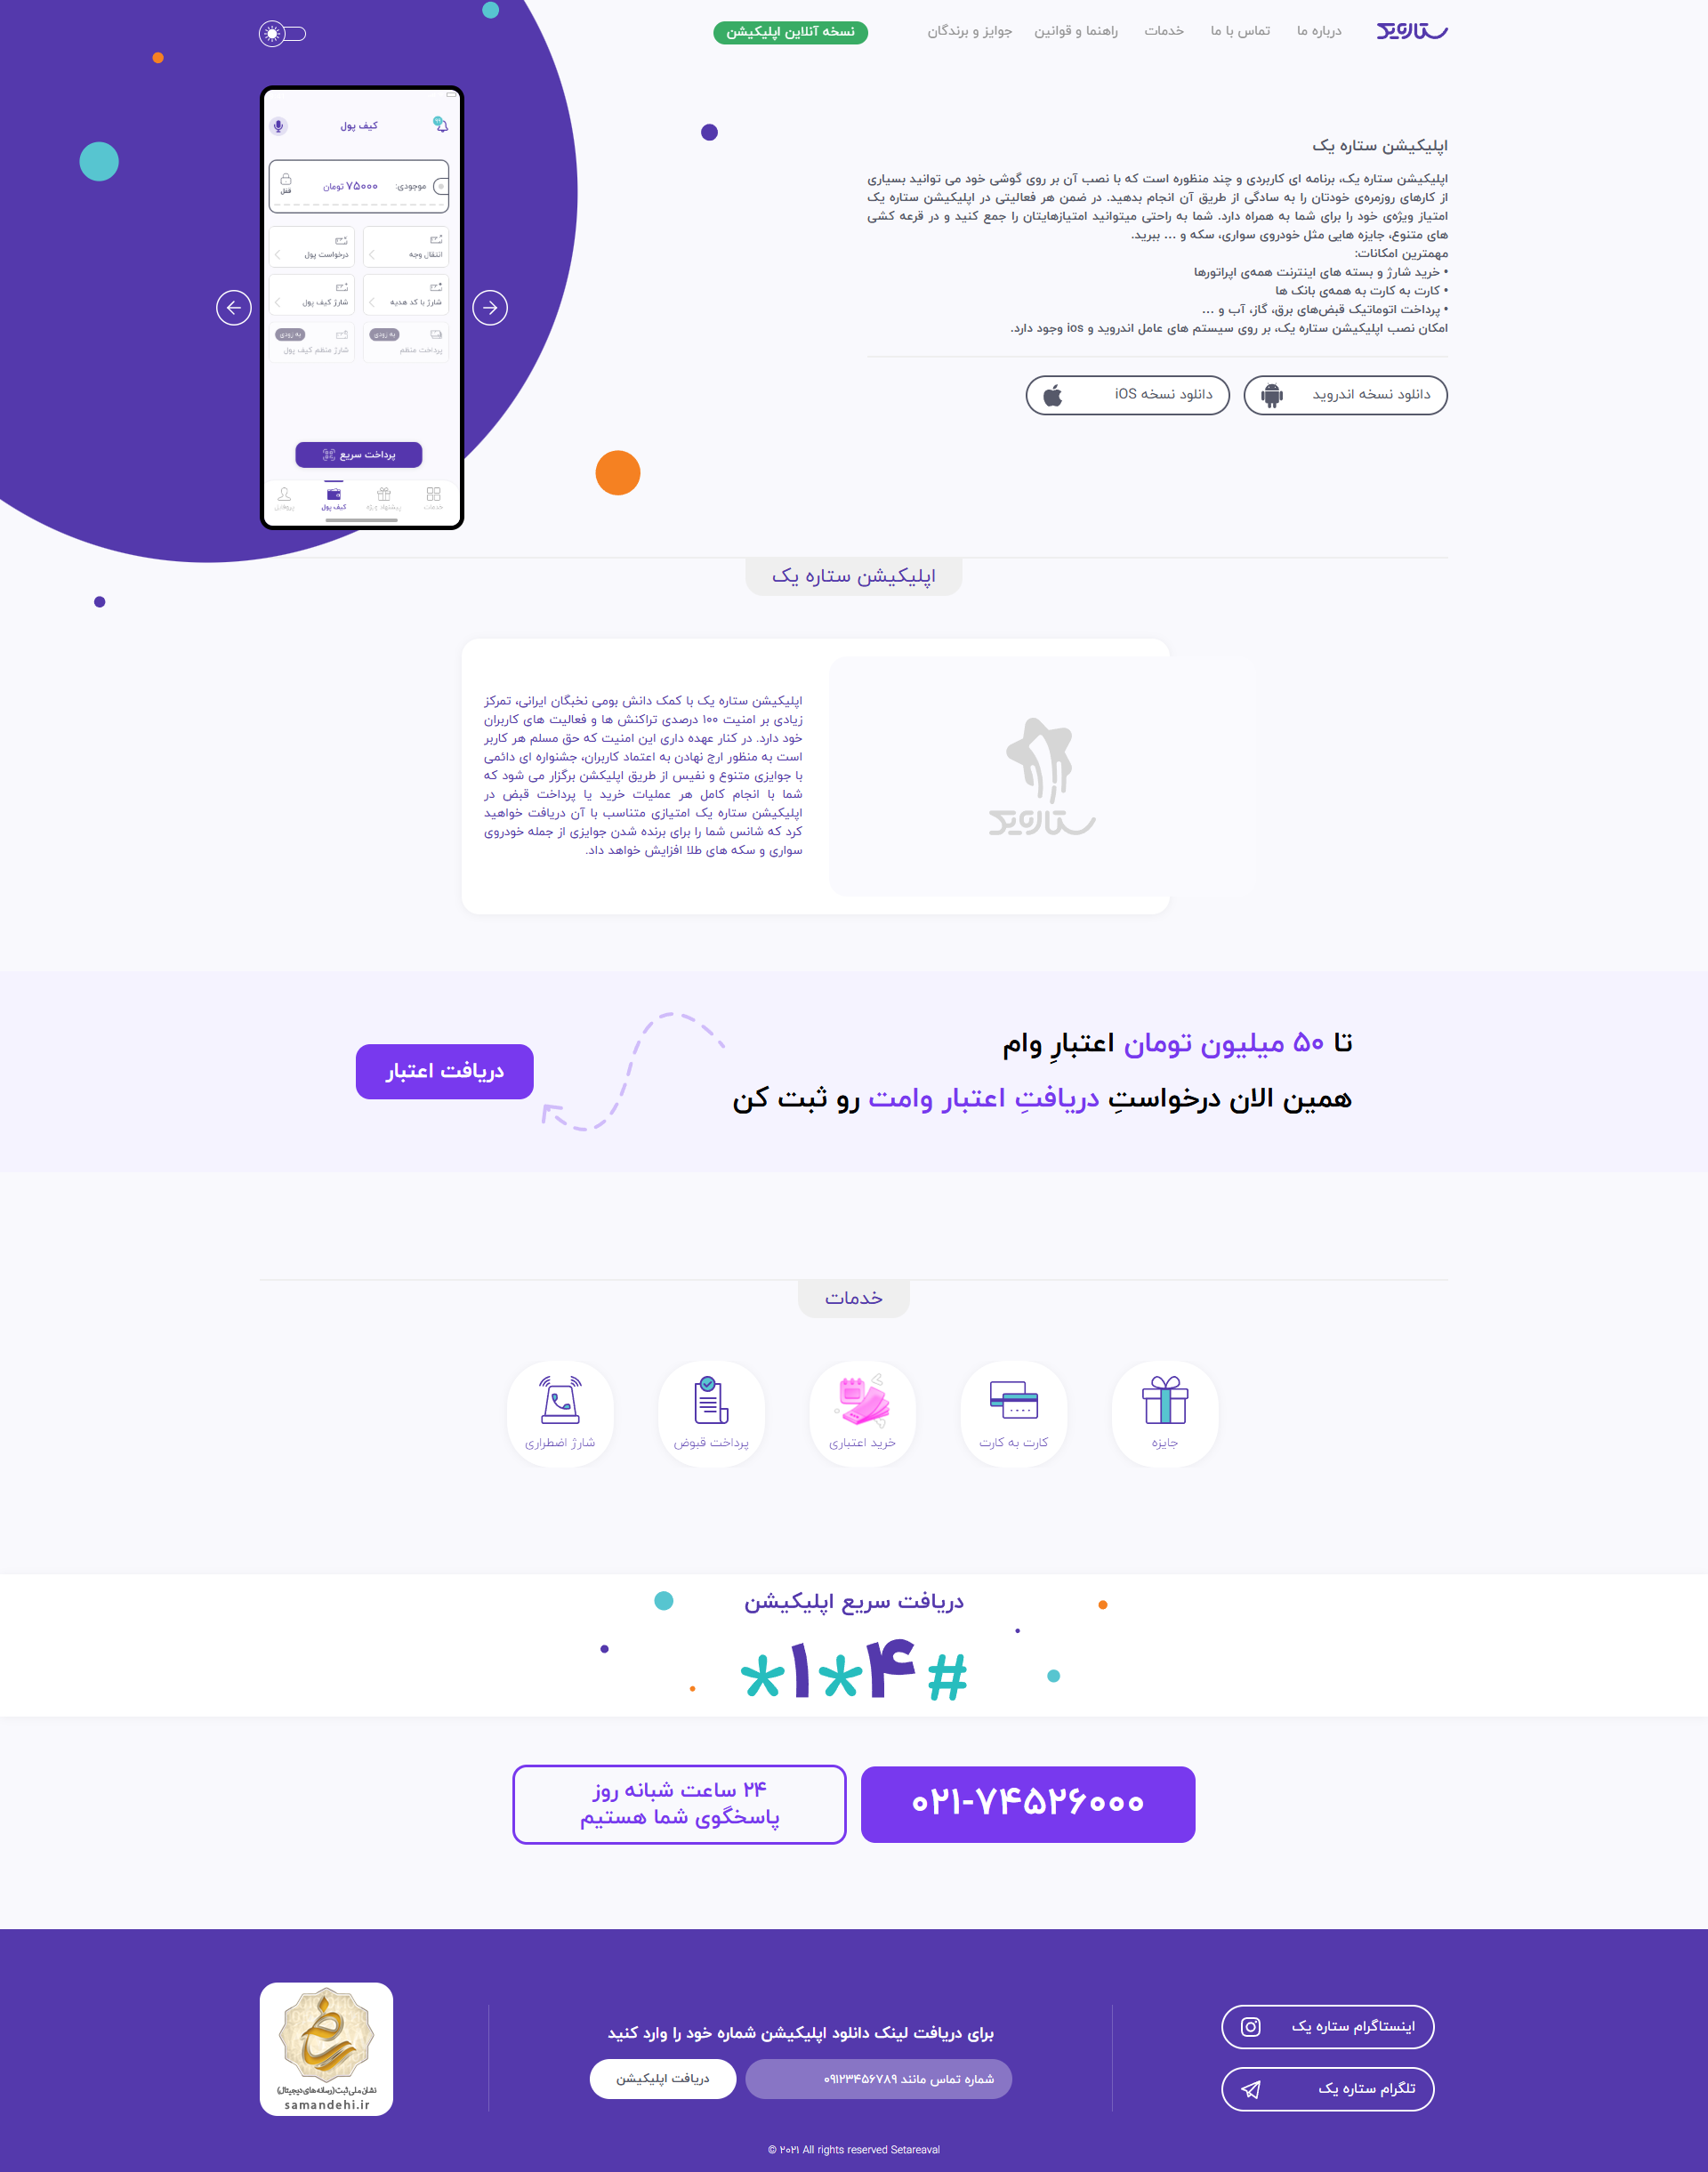 ستاره یک
درباره ما
تماس با ما
خدمات
راهنما و قوانین
جوایز و برندگان
نسخه آنلاین اپلیکیشن
اپلیکیشن ستاره یک
اپلیکیشن ستاره یک، برنامه ای کاربردی و چند منظوره است که با نصب آن بر روی گوشی خود می توانید بسیاری
از کارهای روزمره‌ی خودتان را به سادگی از طریق آن انجام بدهید. در ضمن هر فعالیتی در اپلیکیشن ستاره یک
امتیاز ویژه‌ی خود را برای شما به همراه دارد. شما به راحتی میتوانید امتیازهایتان را جمع کنید و در قرعه کشی
های متنوع، جایزه هایی مثل خودروی سواری، سکه و ... ببرید.
مهمترین امکانات:
• خرید شارژ و بسته های اینترنت همه‌ی اپراتورها
• کارت به کارت به همه‌ی بانک ها
• پرداخت اتوماتیک قبض‌های برق، گاز، آب و ...
امکان نصب اپلیکیشن ستاره یک، بر روی سیستم های عامل اندروید و ios وجود دارد.
دانلود نسخه اندروید
دانلود نسخه iOS
کیف پول
موجودی: ۷۵۰۰۰ تومان
قفل
انتقال وجه
درخواست پول
شارژ با کد هدیه
شارژ کیف پول
به زودی
به زودی
پرداخت منظم
شارژ منظم کیف پول
پرداخت سریع
خدمات
پیشنهاد ویژه
کیف پول
پروفایل
اپلیکیشن ستاره یک
ستاره یک
اپلیکیشن ستاره یک با کمک دانش بومی نخبگان ایرانی، تمرکز
زیادی بر امنیت ۱۰۰ درصدی تراکنش ها و فعالیت های کاربران
خود دارد. در کنار عهده داری این امنیت که حق مسلم هر کاربر
است به منظور ارج نهادن به اعتماد کاربران، جشنواره ای دائمی
با جوایزی متنوع و نفیس از طریق اپلیکشن برگزار می شود که
شما با انجام کامل هر عملیات خرید یا پرداخت قبض در
اپلیکیشن ستاره یک امتیازی متناسب با آن دریافت خواهید
کرد که شانس شما را برای برنده شدن جوایزی از جمله خودروی
سواری و سکه های طلا افزایش خواهد داد.
تا ۵۰ میلیون تومان اعتبارِ وام
همین الان درخواستِ دریافتِ اعتبار وامت رو ثبت کن
دریافت اعتبار
خدمات
جایزه
کارت به کارت
خرید اعتباری
پرداخت قبوض
شارژ اضطراری
دریافت سریع اپلیکیشن
*۱*۴#
۰۲۱-۷۴۵۲۶۰۰۰
۲۴ ساعت شبانه روز
پاسخگوی شما هستیم
اینستاگرام ستاره یک
تلگرام ستاره یک
برای دریافت لینک دانلود اپلیکیشن شماره خود را وارد کنید
شماره تماس مانند ۰۹۱۲۳۴۵۶۷۸۹
دریافت اپلیکیشن
نشان ملی ثبت (رسانه های دیجیتال)
samandehi.ir
© ۲۰۲۱ All rights reserved Setareaval